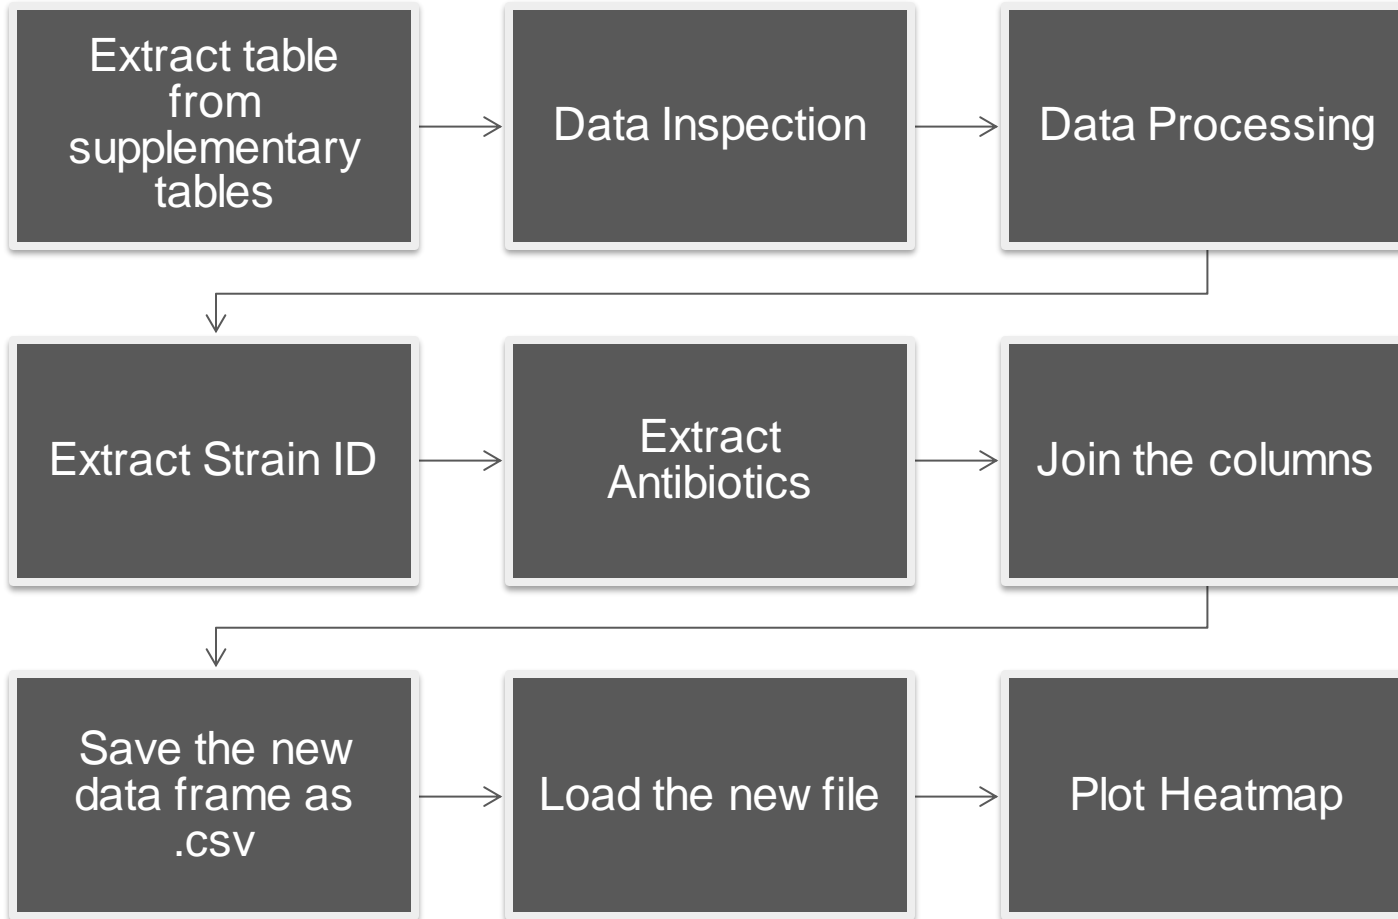 Extract table
from
supplementary
tables
Data Inspection
Data Processing
Extract Strain ID
Extract
Antibiotics
Join the columns
Save the new
data frame as
.csv
Load the new file
Plot Heatmap